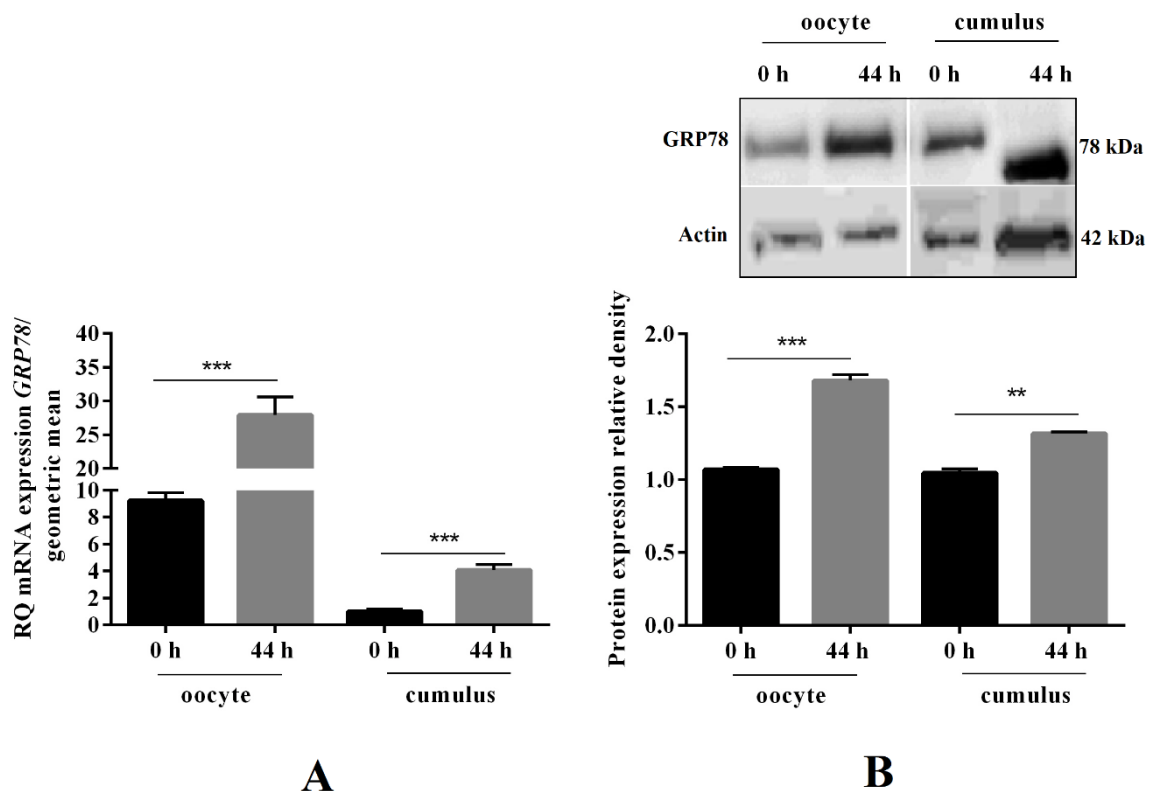 oocyte cumulus
0 h 44 h 0 h 44 h
GRP78 78 kDa
Actin 42 kDa
RQ mRNA expression GRP78/
geometric mean
40
35
30
25
20
10
8
6
4
2
0
***
***
0 h 44 h 0 h 44 h
oocyte cumulus
A
Protein expression relative density
2.0
1.5
1.0
0.5
0.0
***
**
0 h 44 h 0 h 44 h
oocyte cumulus
B